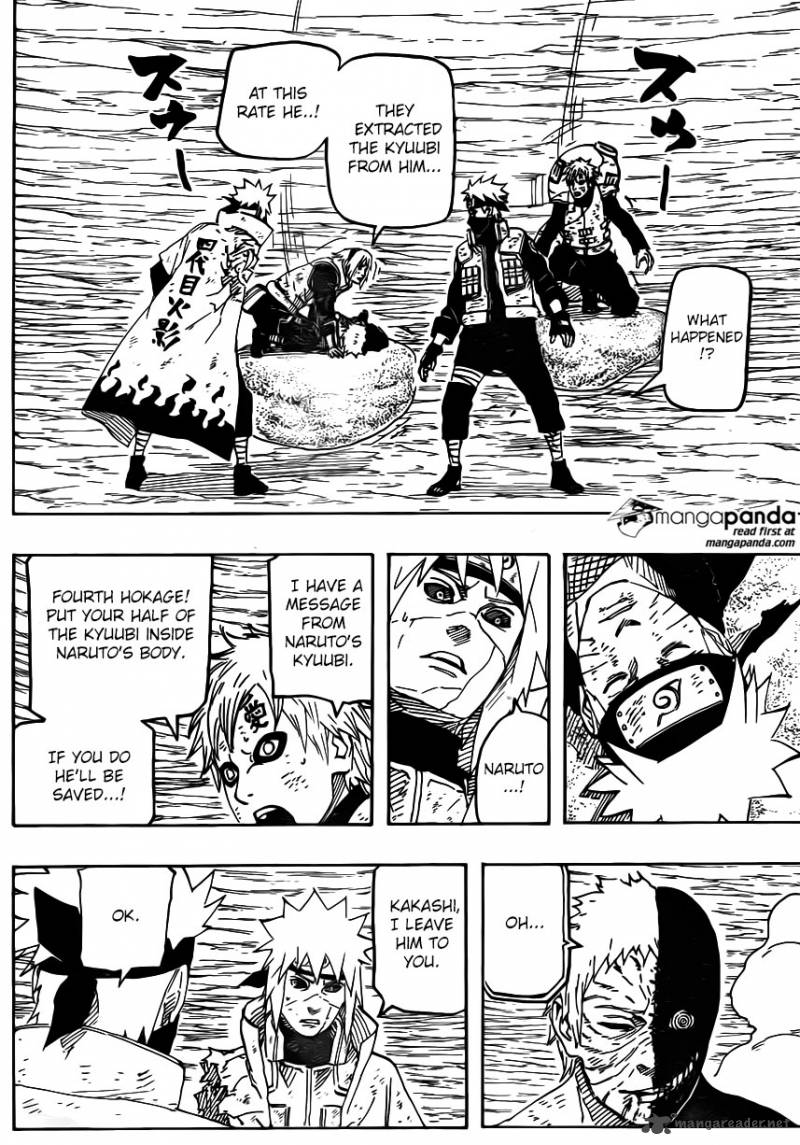 ズゥー
WHAT
HAPPENED
!?
THEY
EXTRACTED
THE KYUUBI
FROM HIM...
AT THIS
RATE HE..!
ズゥー
四代目火影
mangapanda
read first at
mangapanda.com
NARUTO
...!
I HAVE
A
MESSAGE
FROM
NARUTO'S
KYUUBI.
愛
FOURTH HOKAGE!
PUT YOUR HALF
OF THE KYUUBI INSIDE
NARUTO'S BODY.
IF YOU DO
HE'LL BE
SAVED...!
OH...
KAKASHI,
I LEAVE
HIM TO
YOU.
OK.
mangareader.net